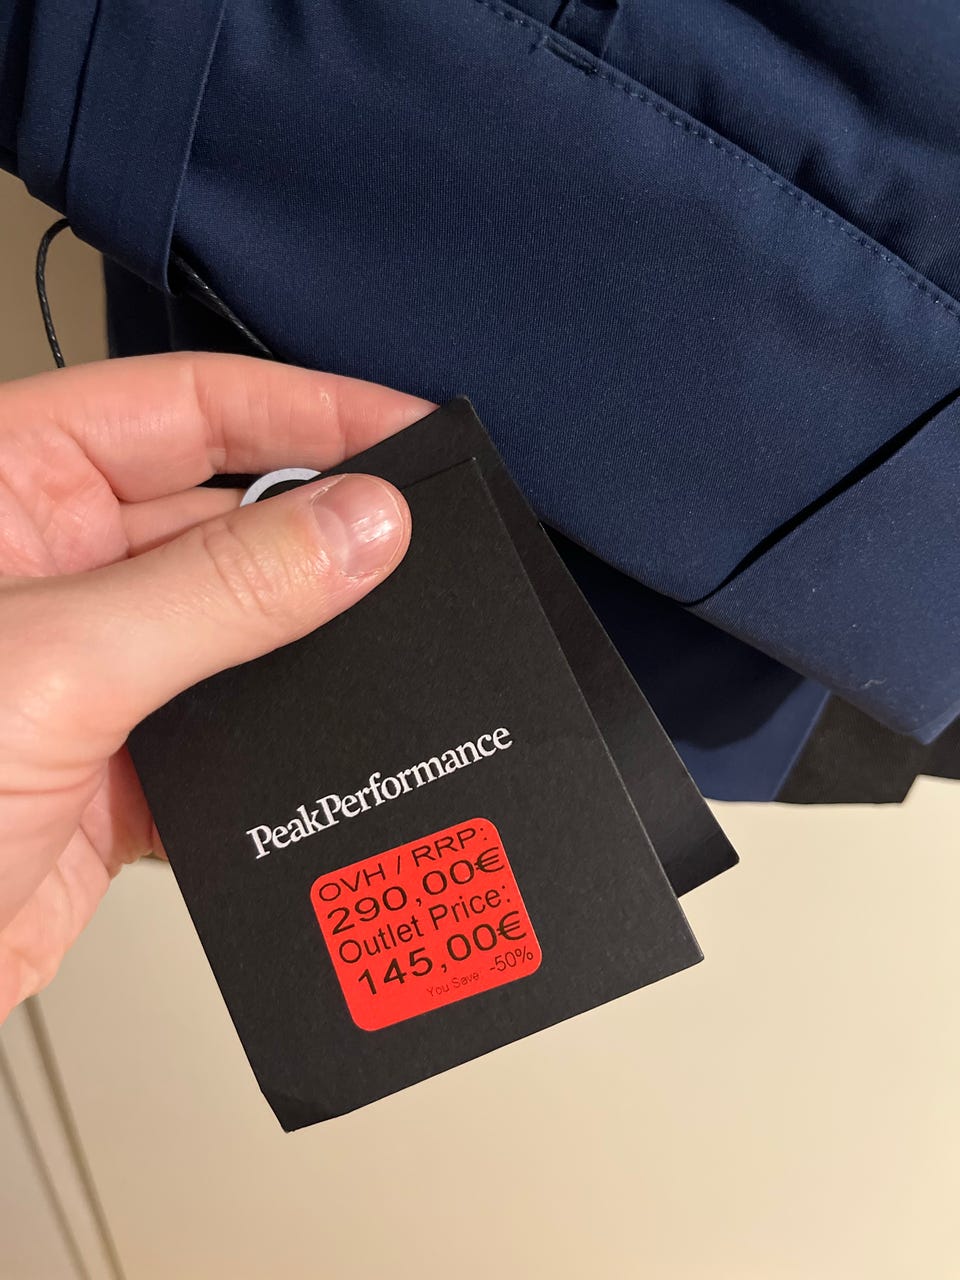 PeakPerformance
OVH / RRP:
290,00€
Outlet Price:
145,00€
You Save -50%